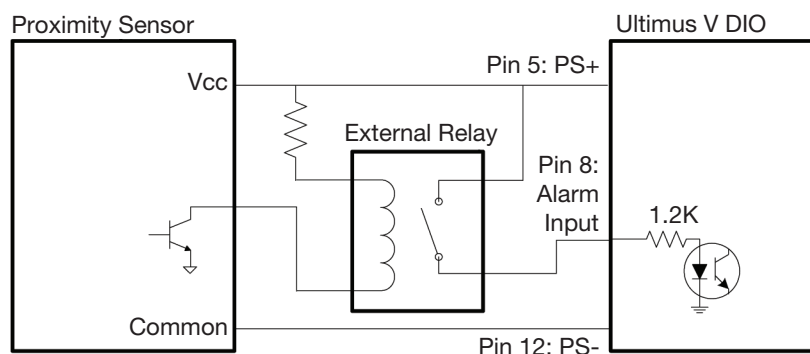 Proximity Sensor
Ultimus V DIO
Vcc
Pin 5: PS+
External Relay
Pin 8:
Alarm
Input
1.2K
Common
Pin 12: PS-